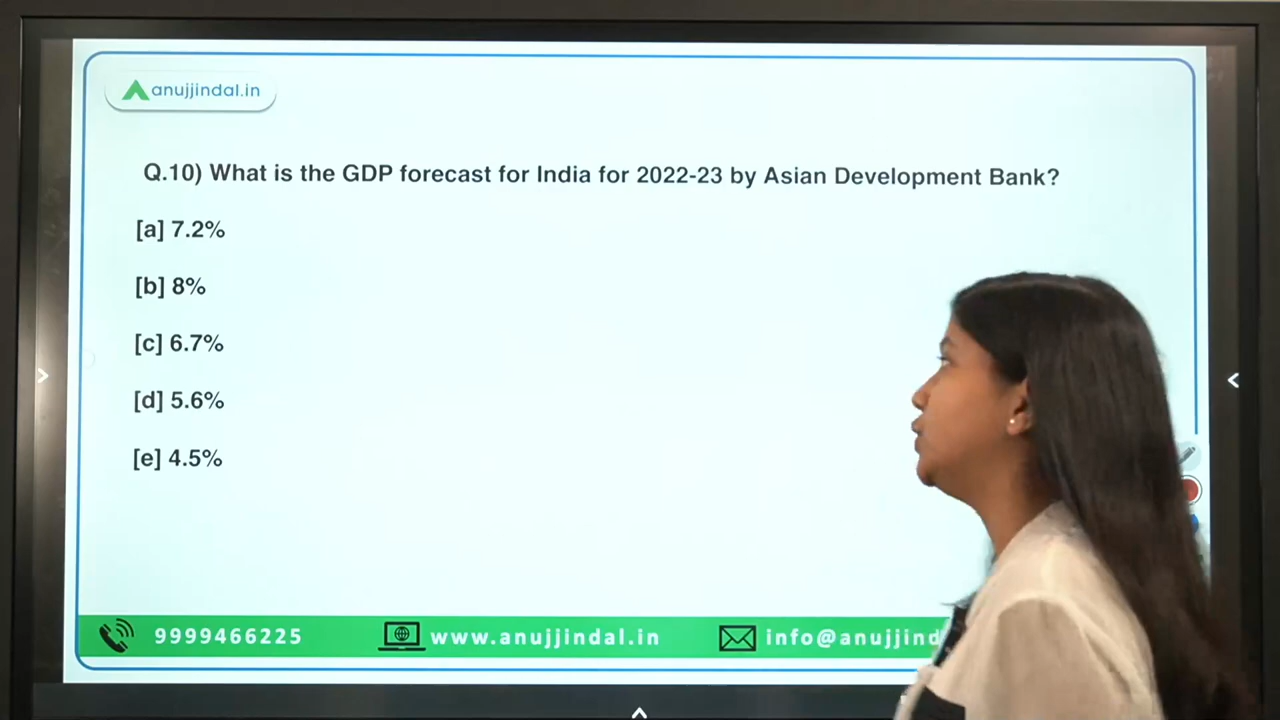 anujjindal.in
Q.10) What is the GDP forecast for India for 2022-23 by Asian Development Bank?
[a] 7.2%
[b] 8%
[c] 6.7%
[d] 5.6%
[e] 4.5%
9999466225 www.anujjindal.in info@anujjind